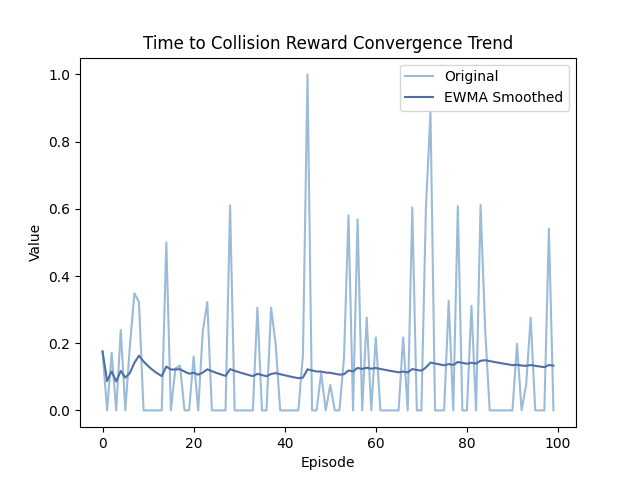 Time to Collision Reward Convergence Trend
Original
EWMA Smoothed
Value
1.0
0.8
0.6
0.4
0.2
0.0
0 20 40 60 80 100
Episode